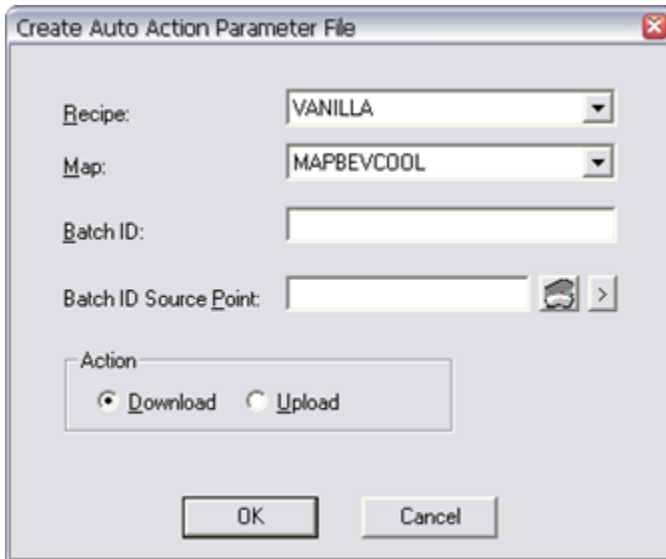 Create Auto Action Parameter File
Recipe: VANILLA
Map: MAPBEVCOOL
Batch ID:
Batch ID Source Point: >
Action
Download Upload
OK Cancel